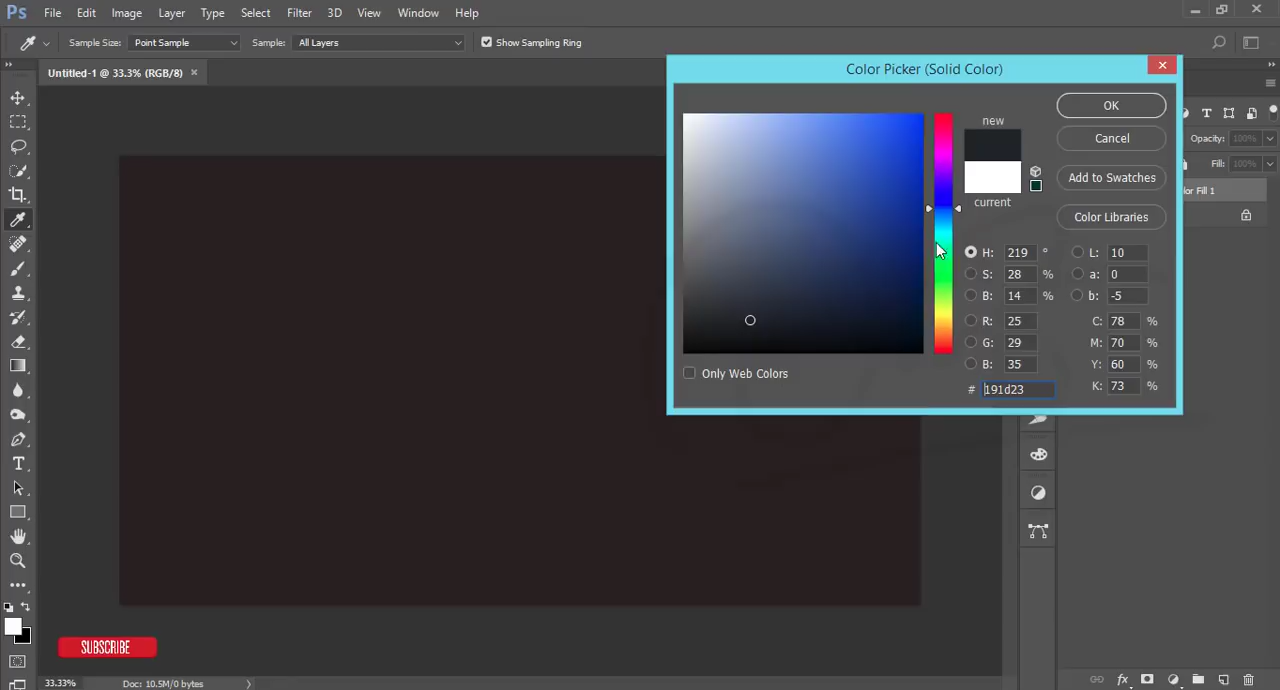 Ps File Edit Image Layer Type Select Filter 3D View Window Help
Sample Size: Point Sample Sample: All Layers Show Sampling Ring
Untitled-1 @ 33.3% (RGB/8) ×
Color Picker (Solid Color)
new
current
OK
Cancel
Add to Swatches
Color Libraries
H: 219 °
S: 28 %
B: 14 %
R: 25
G: 29
B: 35
# 191d23
L: 10
a: 0
b: -5
C: 78 %
M: 70 %
Y: 60 %
K: 73 %
Only Web Colors
Opacity: 100%
Fill: 100%
or Fill 1
SUBSCRIBE
33.33% Doc: 10.5M/0 bytes
fx